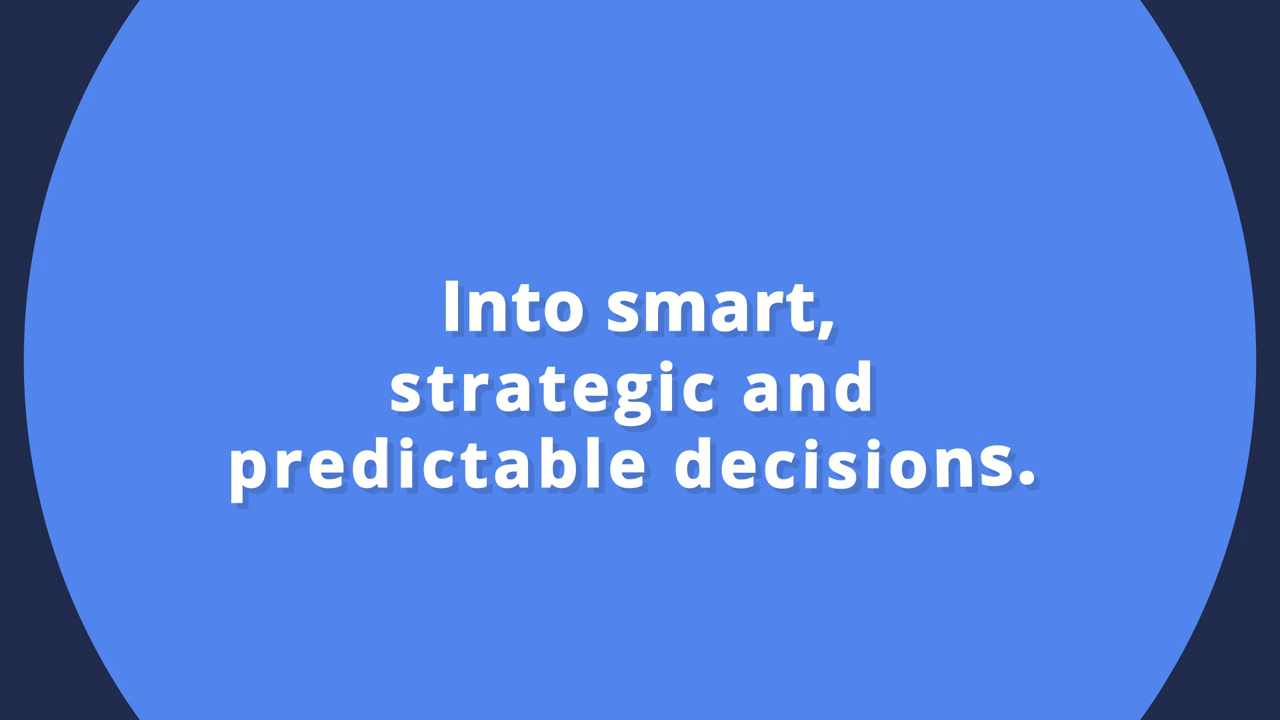 Into smart,
strategic and
predictable decisions.